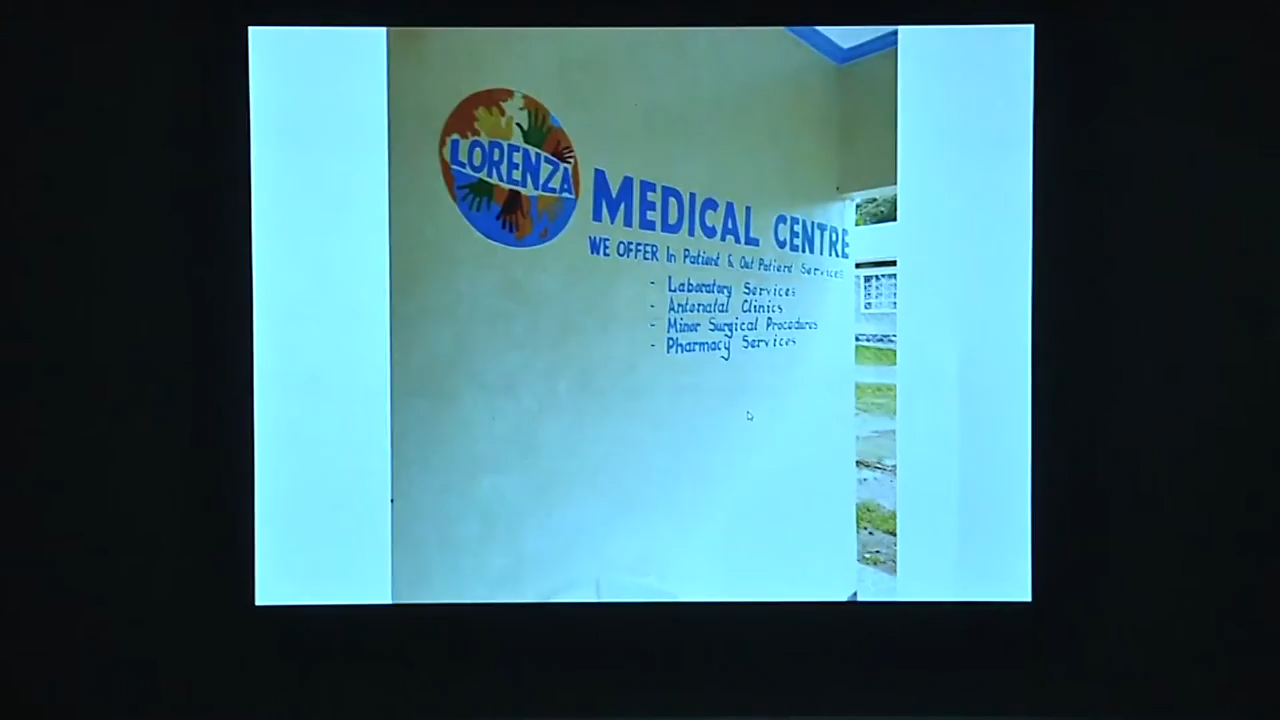 LORENZA
MEDICAL CENTRE
WE OFFER In Patient & Out Patient Services
- Laboratory Services
- Antenatal Clinics
- Minor Surgical Procedures
- Pharmacy Services